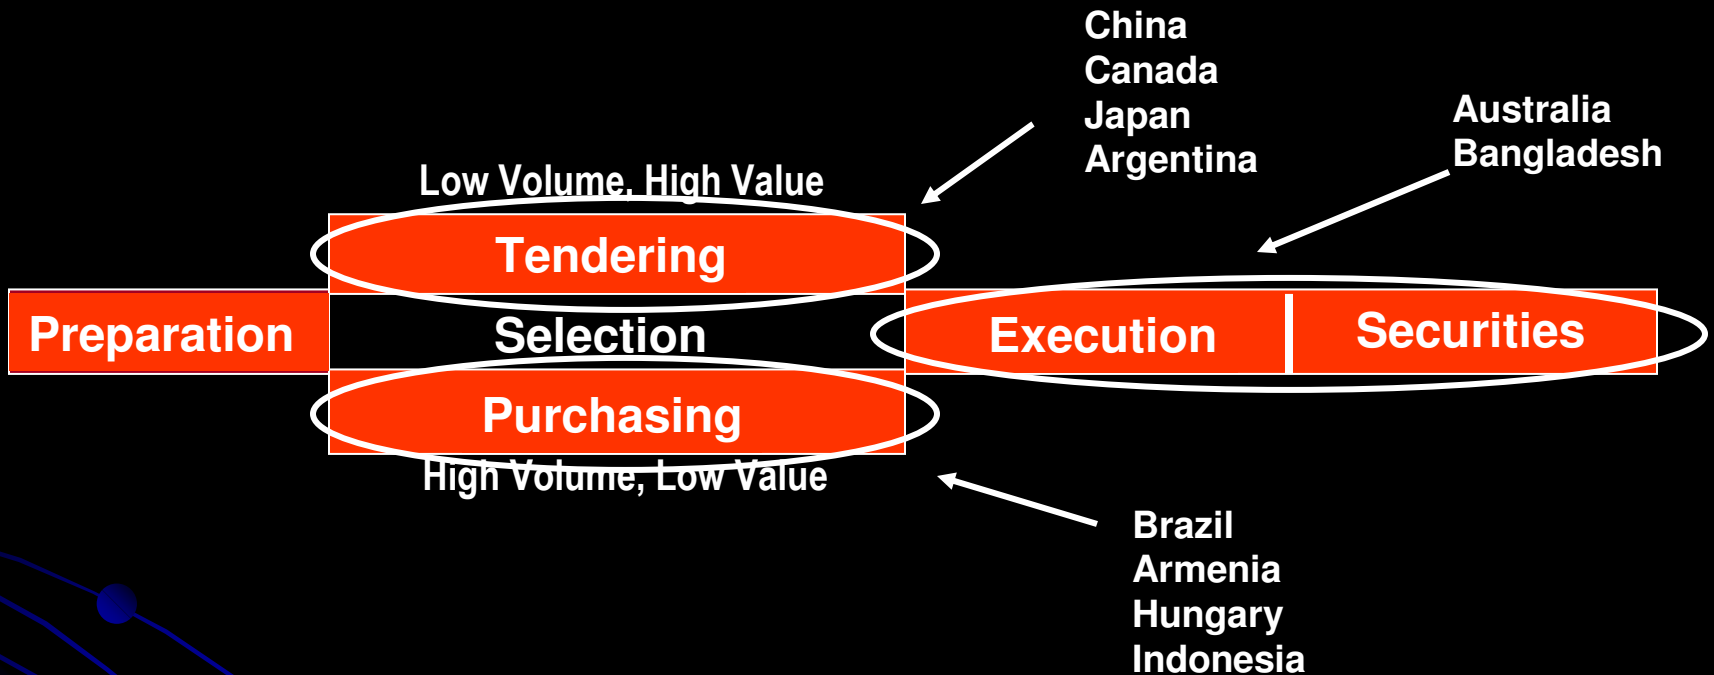 China
Canada
Japan
Argentina
Australia
Bangladesh
Low Volume, High Value
Tendering
Preparation
Selection
Execution
Securities
Purchasing
High Volume, Low Value
Brazil
Armenia
Hungary
Indonesia